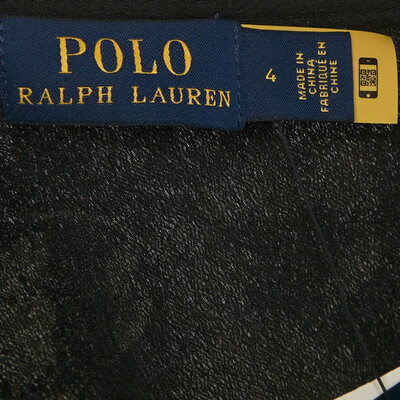 POLO
RALPH LAUREN
4
MADE IN
CHINA
FABRIQUÉ EN
CHINE